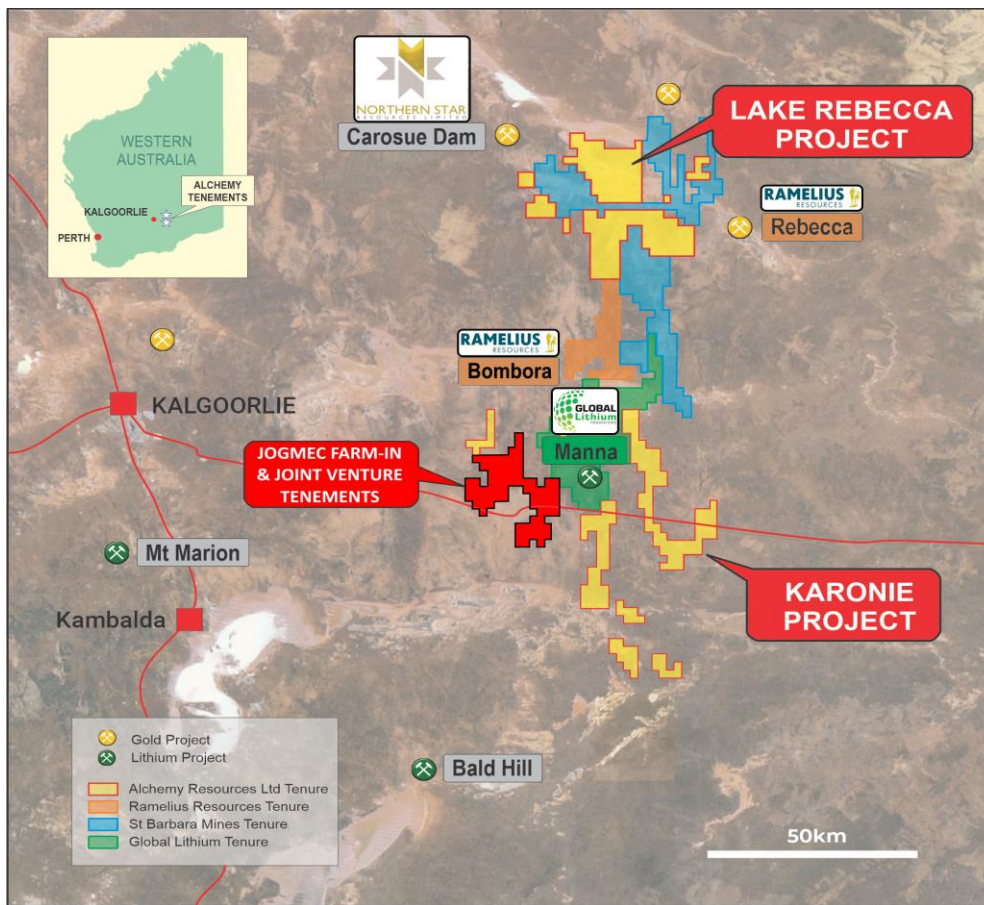 WESTERN
AUSTRALIA
ALCHEMY
TENEMENTS
KALGOORLIE
PERTH
NORTHERN STAR
RESOURCES LIMITED
Carosue Dam
LAKE REBECCA
PROJECT
RAMELIUS
RESOURCES
Rebecca
RAMELIUS
RESOURCES
Bombora
KALGOORLIE
GLOBAL
Lithium
RESOURCES
Manna
JOGMEC FARM-IN
& JOINT VENTURE
TENEMENTS
Mt Marion
Kambalda
KARONIE
PROJECT
Gold Project
Lithium Project
Alchemy Resources Ltd Tenure
Ramelius Resources Tenure
St Barbara Mines Tenure
Global Lithium Tenure
Bald Hill
50km